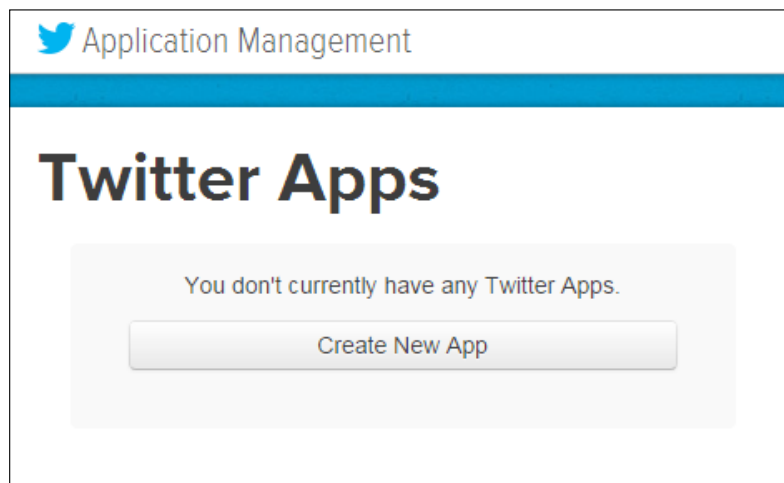 Application Management
Twitter Apps
You don't currently have any Twitter Apps.
Create New App